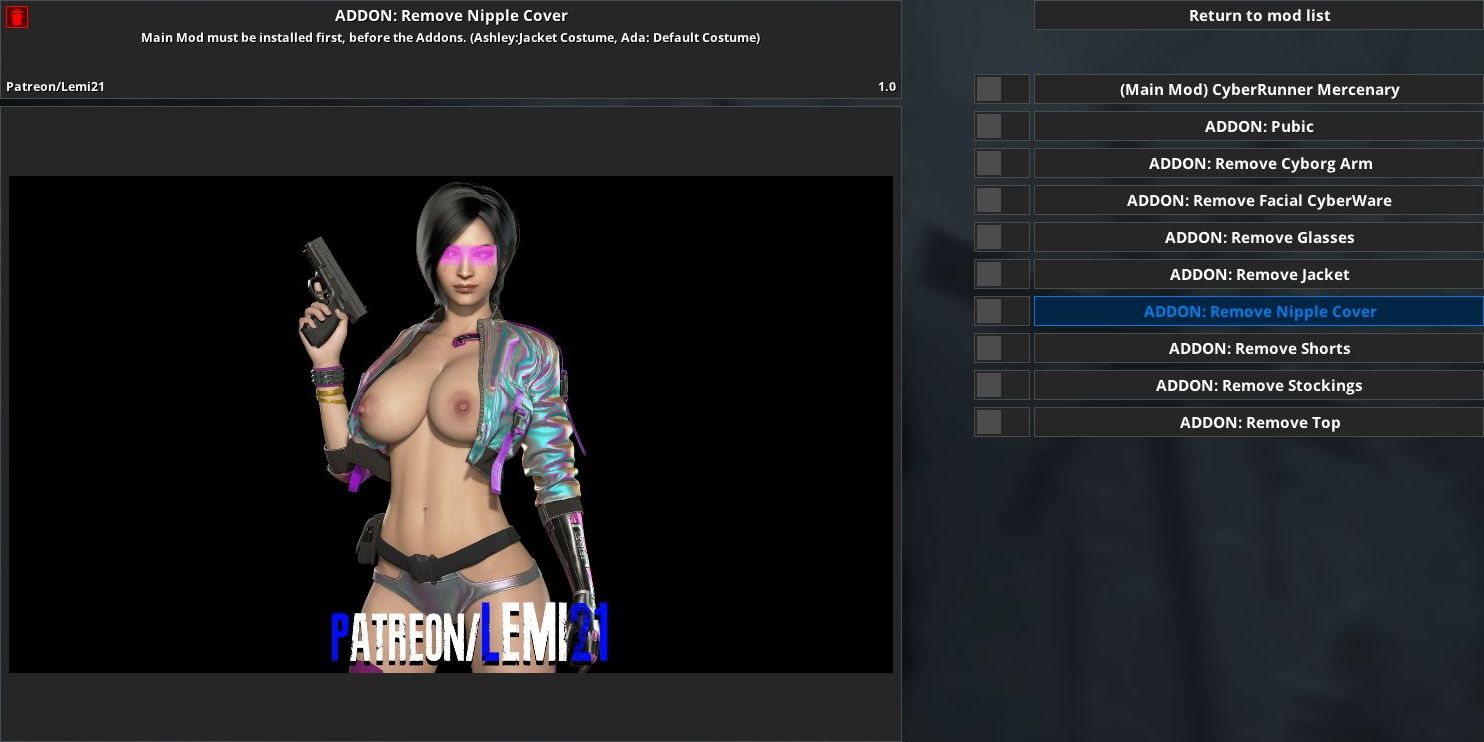 ADDON: Remove Nipple Cover
Main Mod must be installed first, before the Addons. (Ashley:Jacket Costume, Ada: Default Costume)
Patreon/Lemi21
1.0
PATREON/LEMI21
Return to mod list
(Main Mod) CyberRunner Mercenary
ADDON: Pubic
ADDON: Remove Cyborg Arm
ADDON: Remove Facial CyberWare
ADDON: Remove Glasses
ADDON: Remove Jacket
ADDON: Remove Nipple Cover
ADDON: Remove Shorts
ADDON: Remove Stockings
ADDON: Remove Top